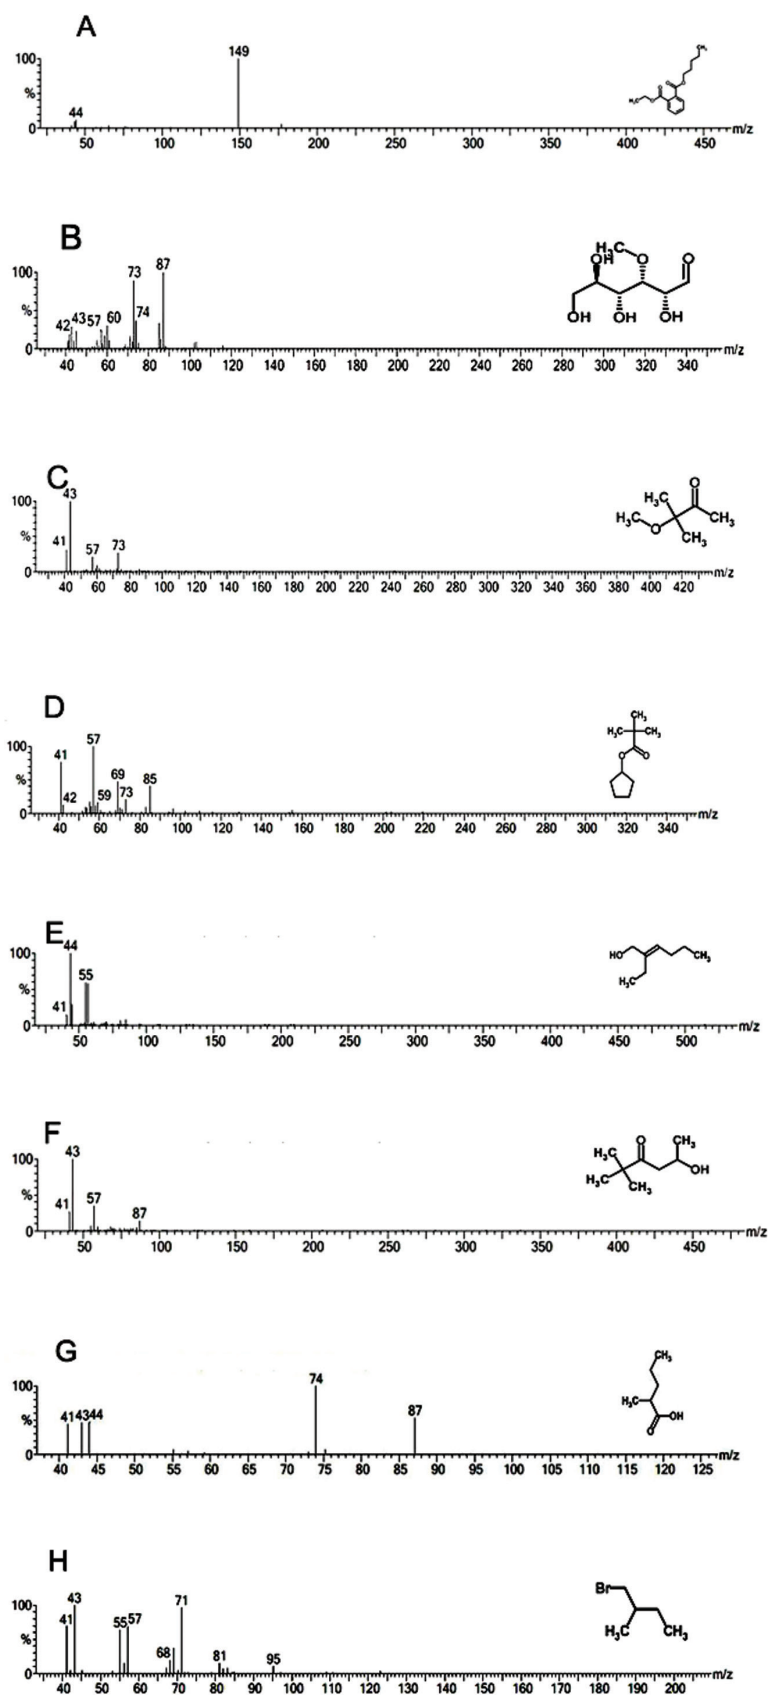 A
100
149
%
44
0
m/z
50 100 150 200 250 300 350 400 450
CH₃
O O
O
H₃C O
B
100
73 87
%
42 43 57 60 74
0
m/z
40 60 80 100 120 140 160 180 200 220 240 260 280 300 320 340
H₃C
OH O O
OH OH OH
C
43
100
%
41 57 73
0
m/z
40 60 80 100 120 140 160 180 200 220 240 260 280 300 320 340 360 380 400 420
O
H₃C
H₃C CH₃
O CH₃
D
57
100
41
%
42 59 69 73 85
0
m/z
40 60 80 100 120 140 160 180 200 220 240 260 280 300 320 340
CH₃
H₃C CH₃
O O
E
44
100
55
%
41
0
m/z
50 100 150 200 250 300 350 400 450 500
HO CH₃
H₃C
F
43
100
%
41 57 87
0
m/z
50 100 150 200 250 300 350 400 450
O CH₃
H₃C
H₃C OH
CH₃
G
74
100
87
%
41 43 44
0
m/z
40 45 50 55 60 65 70 75 80 85 90 95 100 105 110 115 120 125
CH₃
H₃C
OH
O
H
43 71
100
41 55 57
%
68 81 95
0
m/z
40 50 60 70 80 90 100 110 120 130 140 150 160 170 180 190 200
Br
H₃C CH₃